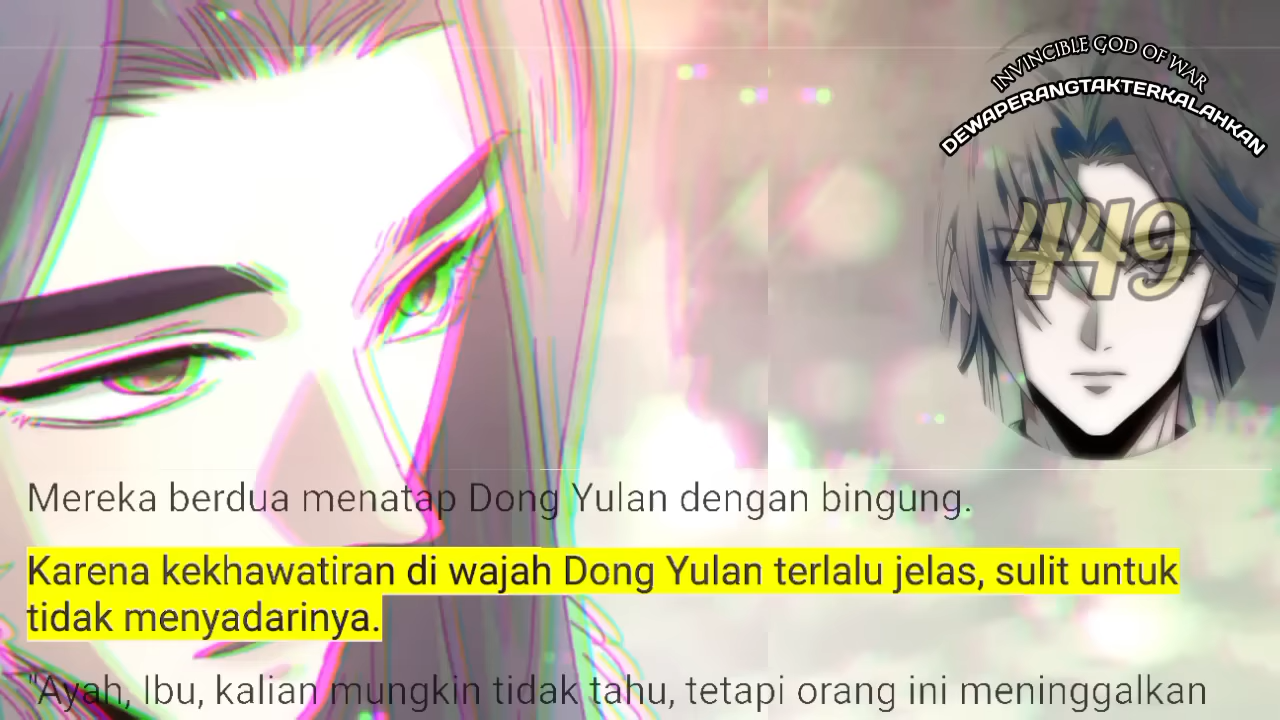 INVINCIBLE GOD OF WAR
DEWAPERANGTAKTERKALAHKAN
449
Mereka berdua menatap Dong Yulan dengan bingung.
Karena kekhawatiran di wajah Dong Yulan terlalu jelas, sulit untuk
tidak menyadarinya.
"Ayah, Ibu, kalian mungkin tidak tahu, tetapi orang ini meninggalkan